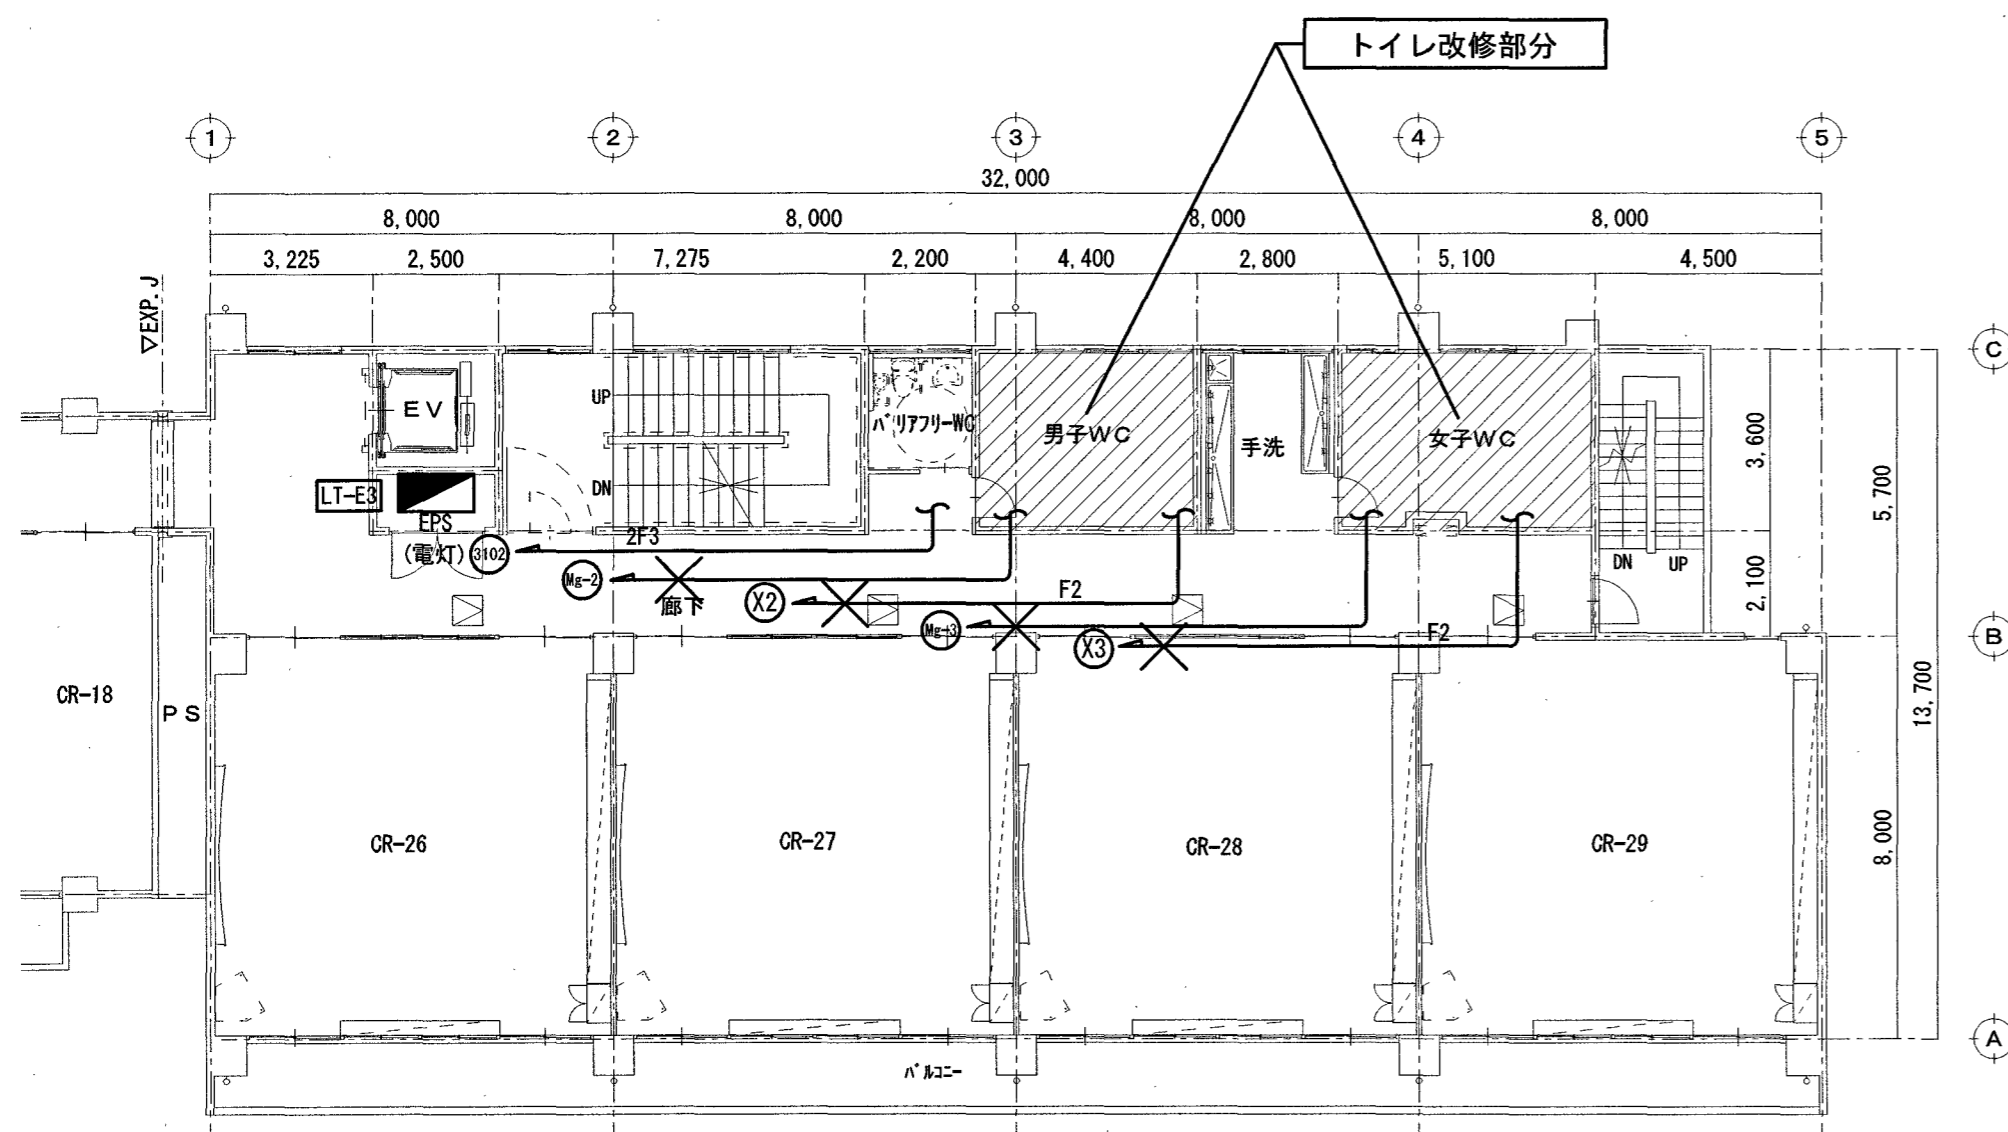 トイレ改修部分
1
2
3
4
5
32,000
8,000
8,000
8,000
8,000
3,225
2,500
7,275
2,200
4,400
2,800
5,100
4,500
▽EXP.J
C
EV
UP
DN
バリアフリーWC
男子WC
手洗
女子WC
3,600
5,700
LT-E3
EPS
(電灯)
3102
2F3
Mg-2
廊下
X2
F2
Mg-3
X3
F2
DN
UP
2,100
B
CR-18
PS
13,700
CR-26
CR-27
CR-28
CR-29
8,000
A
バルコニー